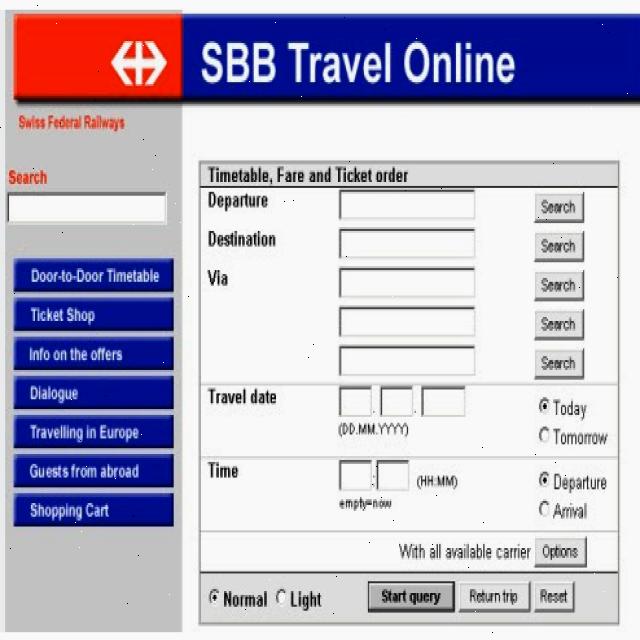 SBB Travel Online
Swiss Federal Railways
Search
Door-to-Door Timetable
Ticket Shop
Info on the offers
Dialogue
Travelling in Europe
Guests from abroad
Shopping Cart
Timetable, Fare and Ticket order
Departure Search
Destination Search
Via Search
Search
Search
Travel date . . Today
(DD.MM.YYYY) Tomorrow
Time : (HH:MM) Departure
empty=now Arrival
With all available carrier Options
Normal Light Start query Return trip Reset